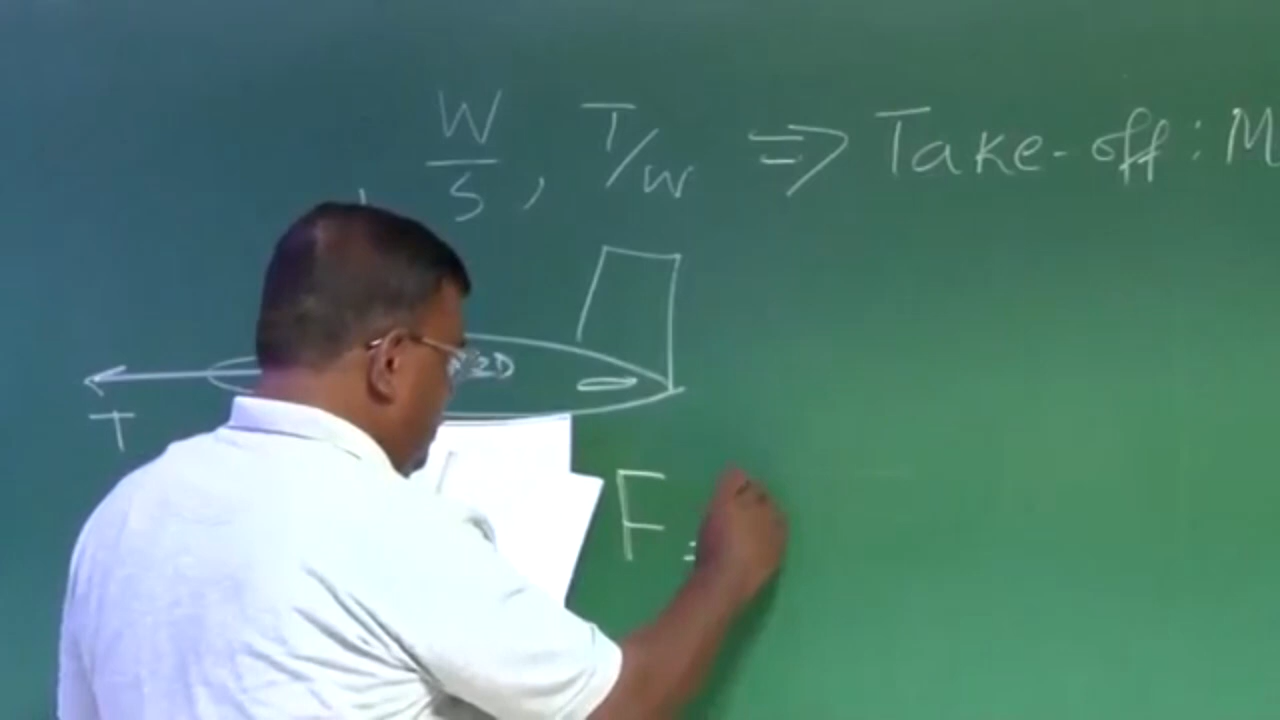 W/S, T/W ⇒ Take-off: M
D
T
F =